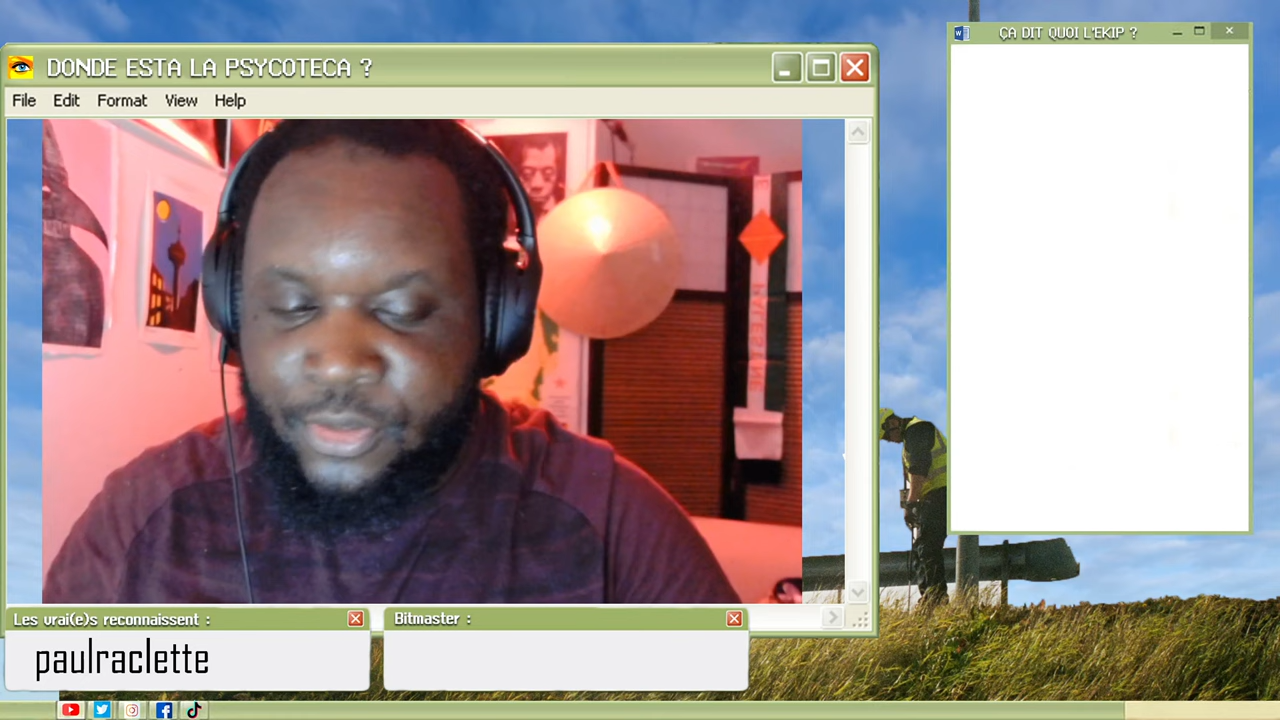 DONDE ESTA LA PSYCOTECA ?
File Edit Format View Help
ÇA DIT QUOI L'EKIP ?
Les vrai(e)s reconnaissent :
paulraclette
Bitmaster :